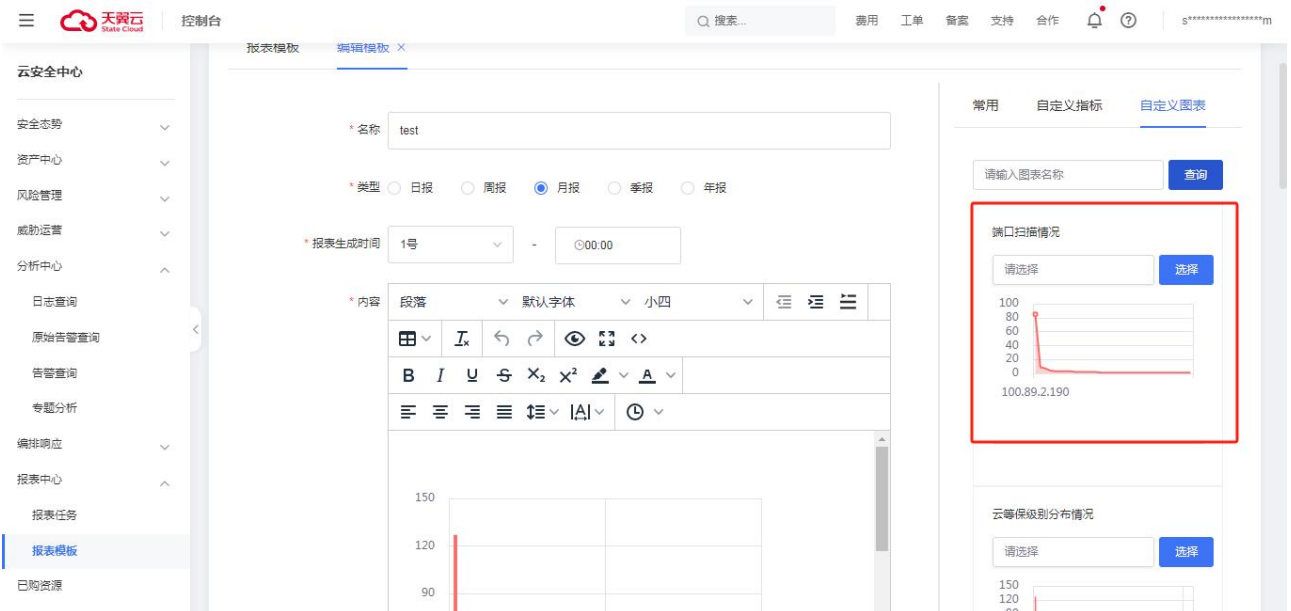 天翼云
State Cloud
控制台
搜索...
费用
工单
备案
支持
合作
s*****************m
云安全中心
安全态势
资产中心
风险管理
威胁运营
分析中心
日志查询
原始告警查询
告警查询
专题分析
编排响应
报表中心
报表任务
报表模板
已购资源
报表模板
编辑模板 ×
* 名称
test
* 类型
日报
周报
月报
季报
年报
* 报表生成时间
1号
-
00:00
* 内容
段落
默认字体
小四
150
120
90
常用
自定义指标
自定义图表
请输入图表名称
查询
端口扫描情况
请选择
选择
100
80
60
40
20
0
100.89.2.190
云等保级别分布情况
请选择
选择
150
120